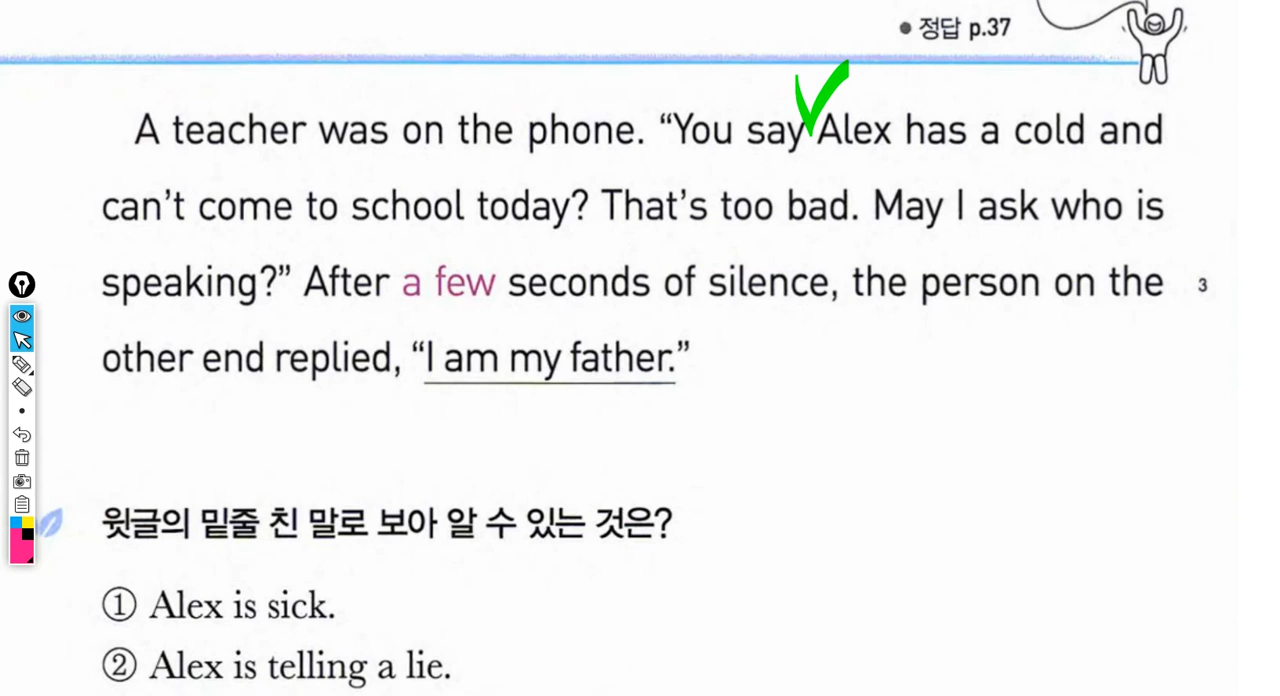 ● 정답 p.37
A teacher was on the phone. “You say Alex has a cold and
can’t come to school today? That’s too bad. May I ask who is
speaking?” After a few seconds of silence, the person on the 3
other end replied, “I am my father.”
윗글의 밑줄 친 말로 보아 알 수 있는 것은?
① Alex is sick.
② Alex is telling a lie.